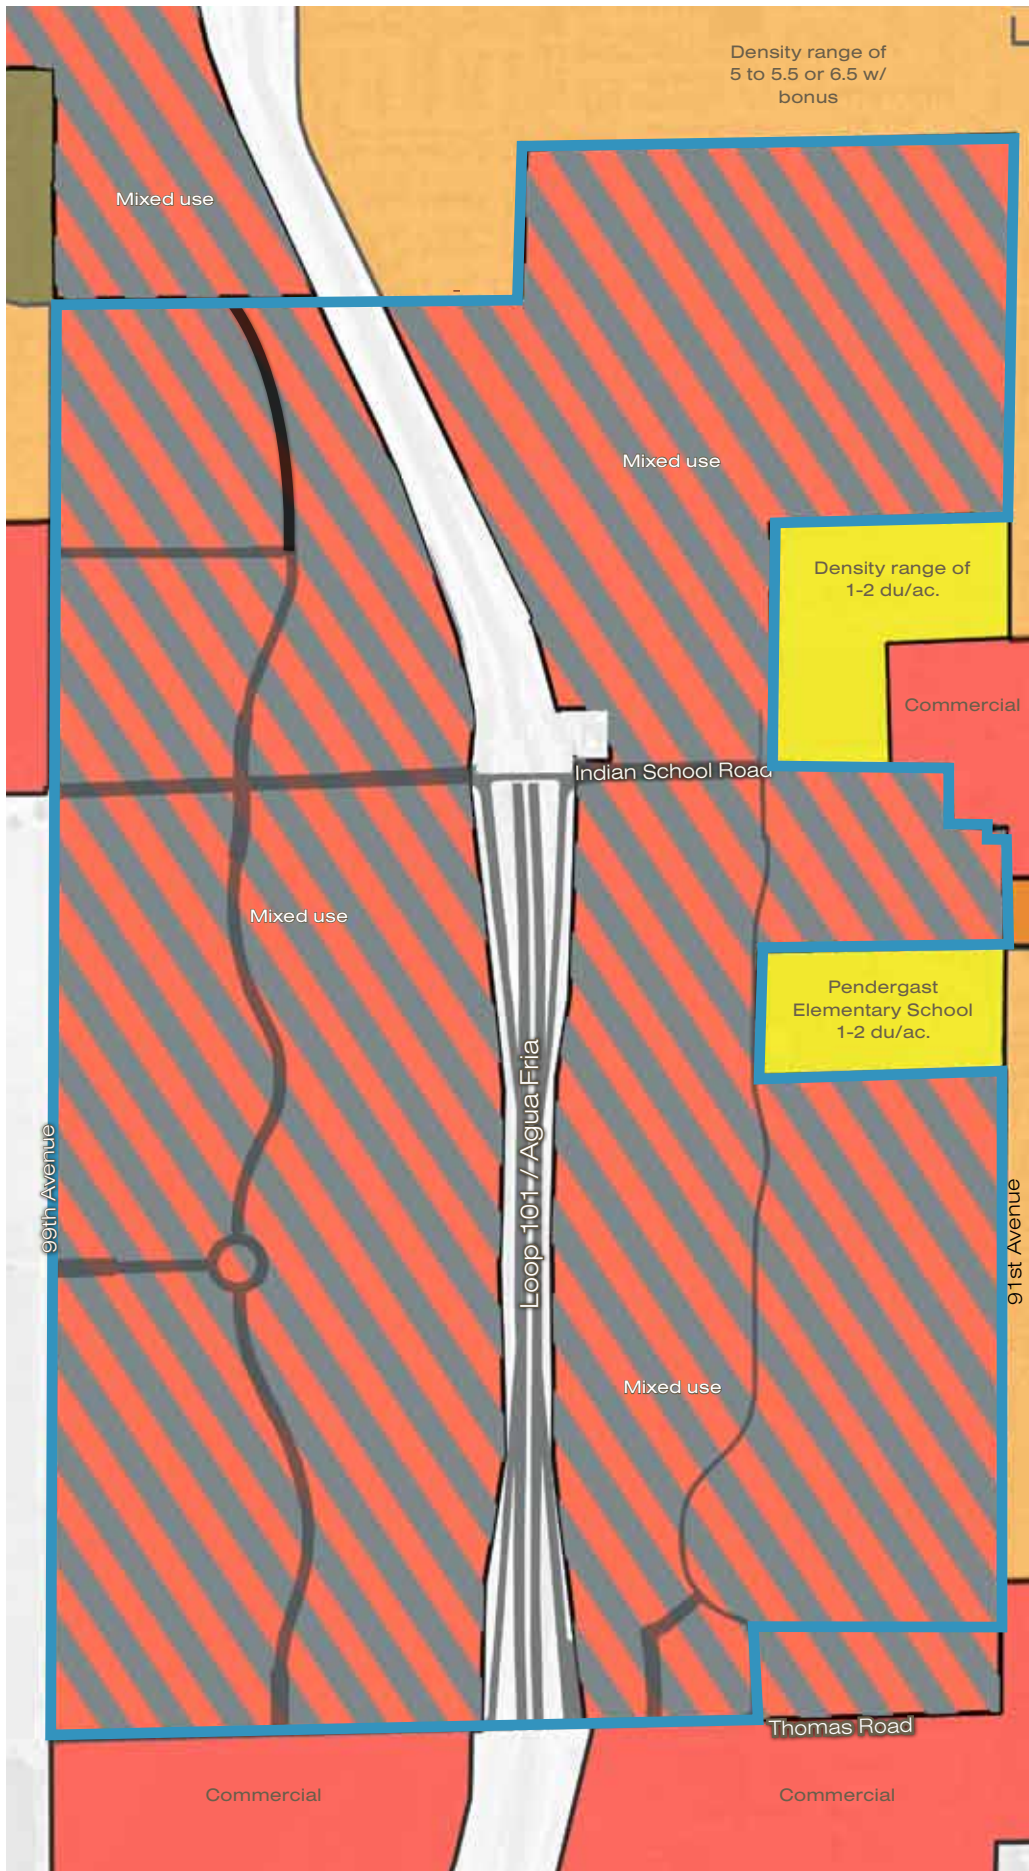 Density range of
5 to 5.5 or 6.5 w/
bonus
Mixed use
Mixed use
Density range of
1-2 du/ac.
Commercial
Indian School Road
Mixed use
Pendergast
Elementary School
1-2 du/ac.
Loop 101 / Agua Fria
99th Avenue
91st Avenue
Mixed use
Thomas Road
Commercial
Commercial